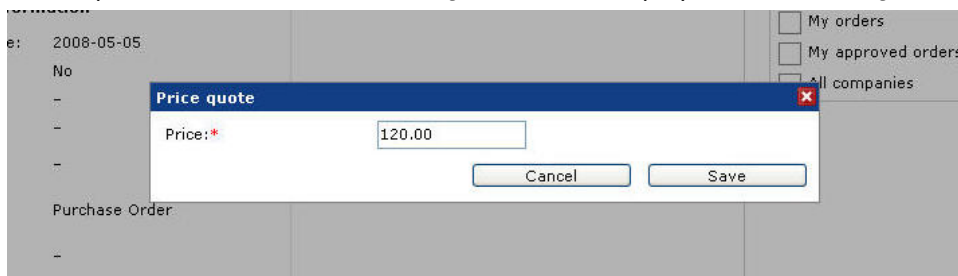 e:
2008-05-05
No
–
–
–
Purchase Order
–
Price quote
Price:*
120.00
Cancel
Save
My orders
My approved orders
All companies